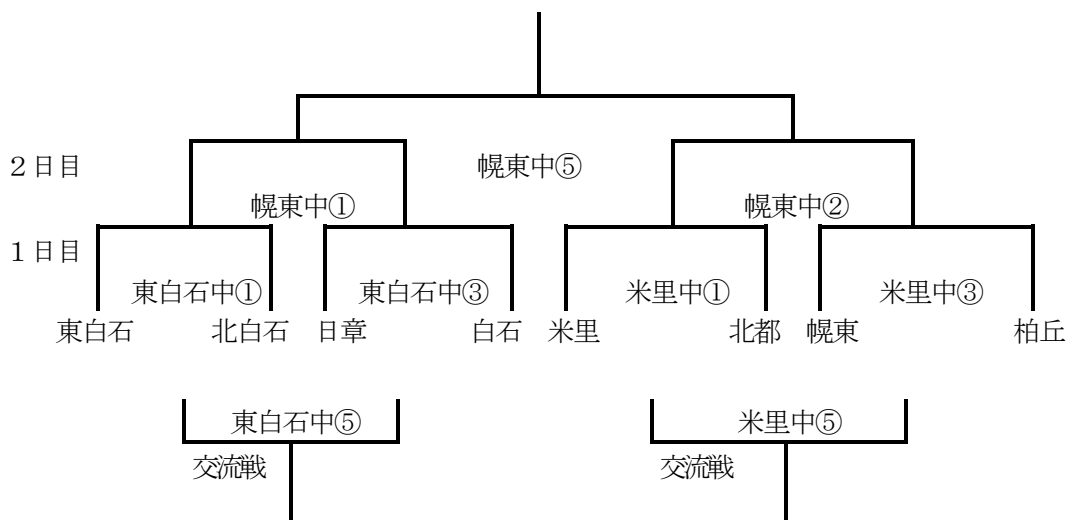 2日目
幌東中⑤
幌東中① 幌東中②
1日目
東白石中① 東白石中③ 米里中① 米里中③
東白石 北白石 日章 白石 米里 北都 幌東 柏丘
東白石中⑤ 米里中⑤
交流戦 交流戦